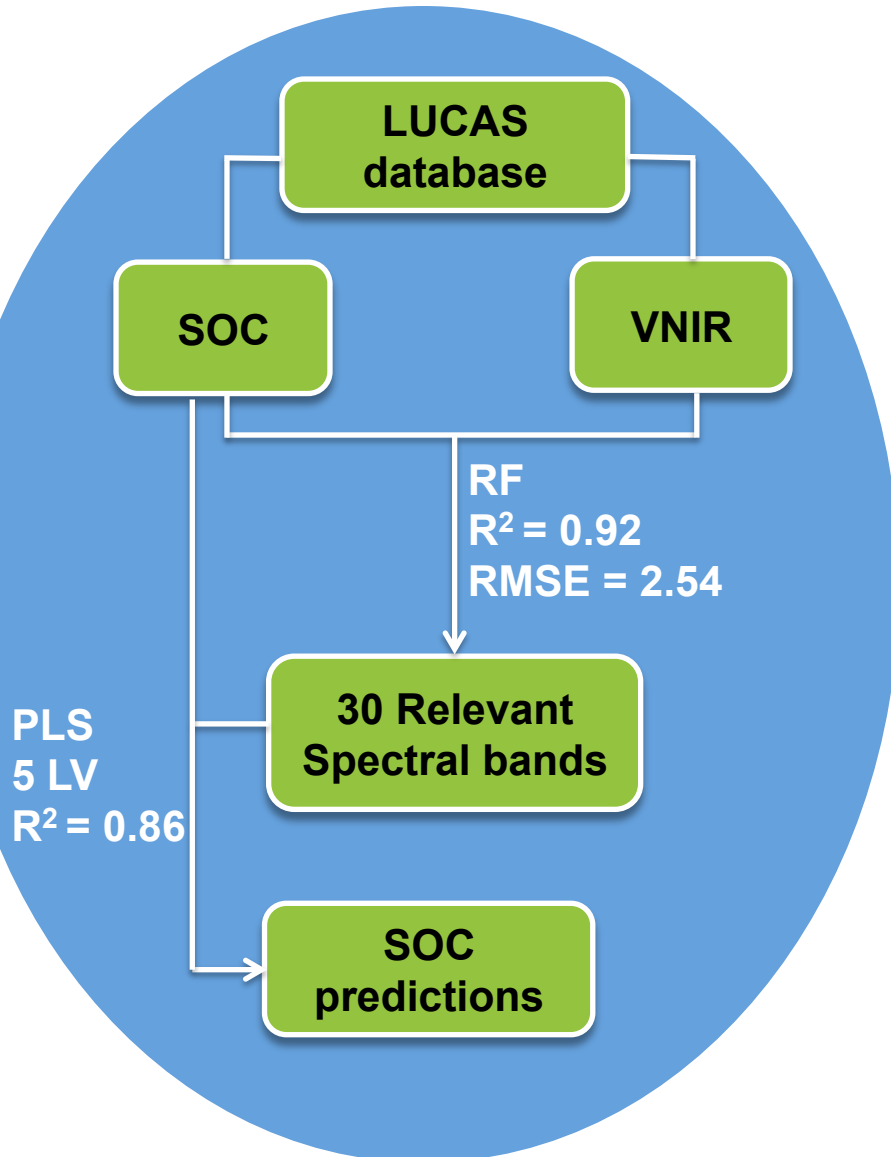 LUCAS
database
SOC
VNIR
RF
R² = 0.92
RMSE = 2.54
30 Relevant
Spectral bands
PLS
5 LV
R² = 0.86
SOC
predictions